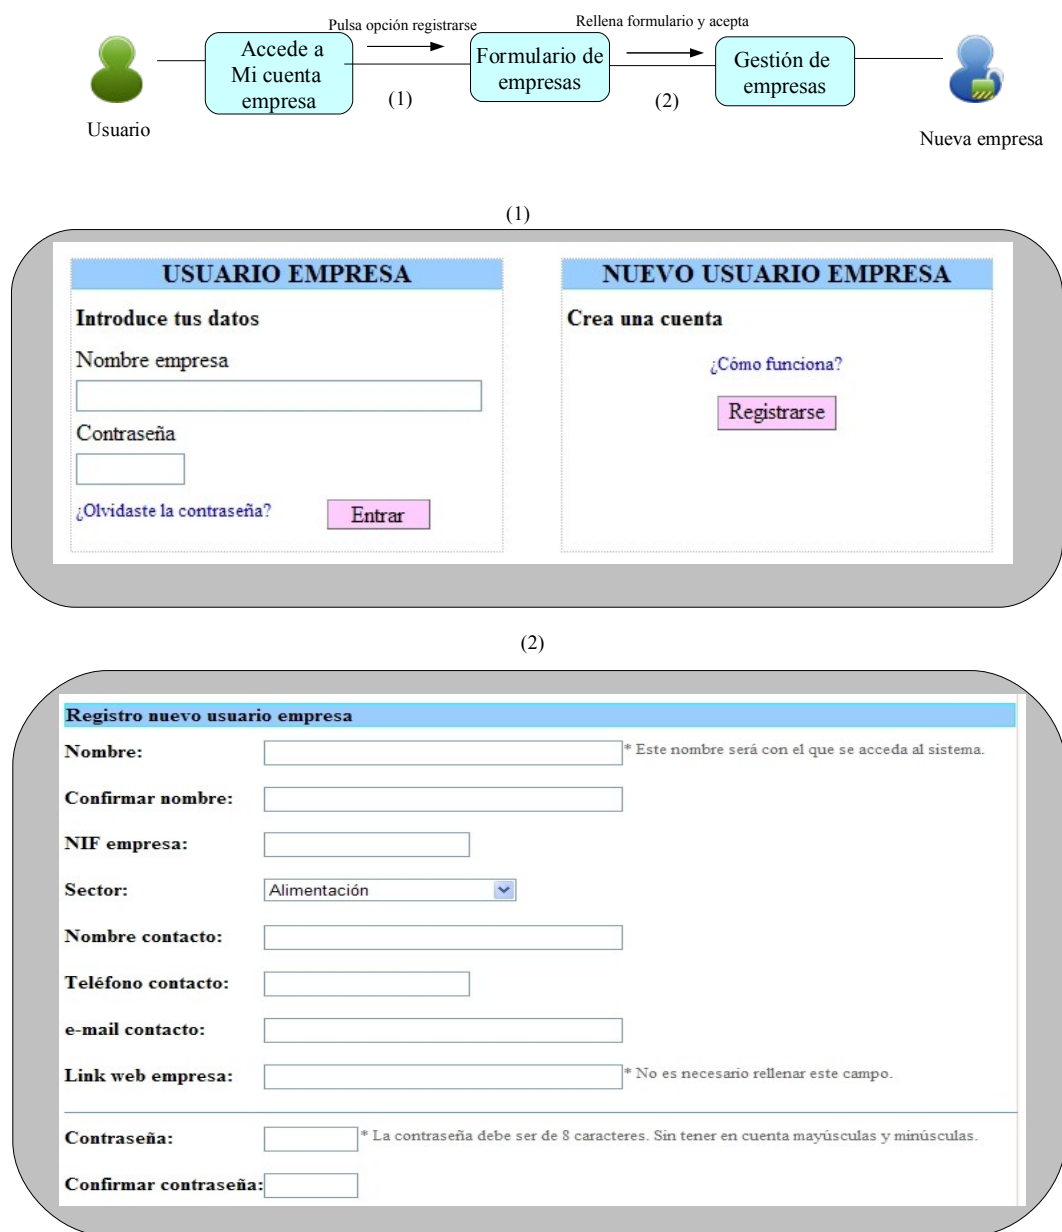 Pulsa opción registrarse
Rellena formulario y acepta
Accede a
Mi cuenta
empresa
Formulario de
empresas
Gestión de
empresas
(1)
(2)
Usuario
Nueva empresa
(1)
USUARIO EMPRESA
Introduce tus datos
Nombre empresa
Contraseña
¿Olvidaste la contraseña?
Entrar
NUEVO USUARIO EMPRESA
Crea una cuenta
¿Cómo funciona?
Registrarse
(2)
Registro nuevo usuario empresa
Nombre: * Este nombre será con el que se acceda al sistema.
Confirmar nombre:
NIF empresa:
Sector: Alimentación
Nombre contacto:
Teléfono contacto:
e-mail contacto:
Link web empresa: * No es necesario rellenar este campo.
Contraseña: * La contraseña debe ser de 8 caracteres. Sin tener en cuenta mayúsculas y minúsculas.
Confirmar contraseña: